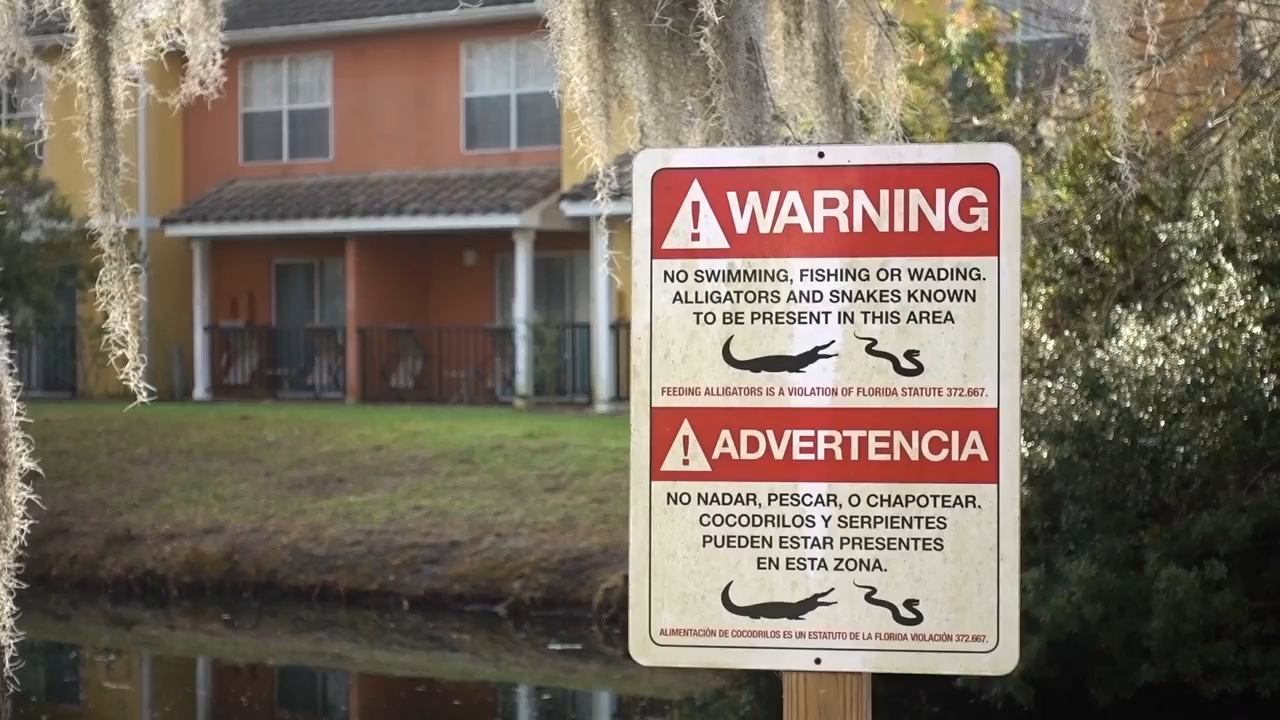 WARNING
NO SWIMMING, FISHING OR WADING.
ALLIGATORS AND SNAKES KNOWN
TO BE PRESENT IN THIS AREA
FEEDING ALLIGATORS IS A VIOLATION OF FLORIDA STATUTE 372.667.
ADVERTENCIA
NO NADAR, PESCAR, O CHAPOTEAR.
COCODRILOS Y SERPIENTES
PUEDEN ESTAR PRESENTES
EN ESTA ZONA.
ALIMENTACIÓN DE COCODRILOS ES UN ESTATUTO DE LA FLORIDA VIOLACIÓN 372.667.